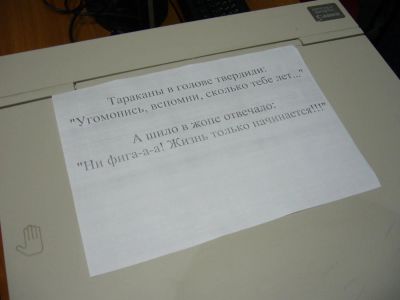 Тараканы в голове твердили:
"Угомонись, вспомни, сколько тебе лет..."
А шило в жопе отвечало:
"Ни фига-а-а! Жизнь только начинается!!!"